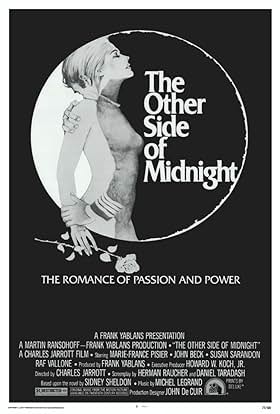 The
Other
Side
of
Midnight
THE ROMANCE OF PASSION AND POWER
A FRANK YABLANS PRESENTATION
A MARTIN RANSOHOFF–FRANK YABLANS PRODUCTION • "THE OTHER SIDE OF MIDNIGHT"
A CHARLES JARROTT FILM • Starring MARIE-FRANCE PISIER • JOHN BECK • SUSAN SARANDON
RAF VALLONE • Produced by FRANK YABLANS • Executive Producer HOWARD W. KOCH, JR.
Directed by CHARLES JARROTT • Screenplay by HERMAN RAUCHER and DANIEL TARADASH
Based upon the novel by SIDNEY SHELDON • Music by MICHEL LEGRAND
Production Designer JOHN De CUIR
PRINTS BY DE LUXE®